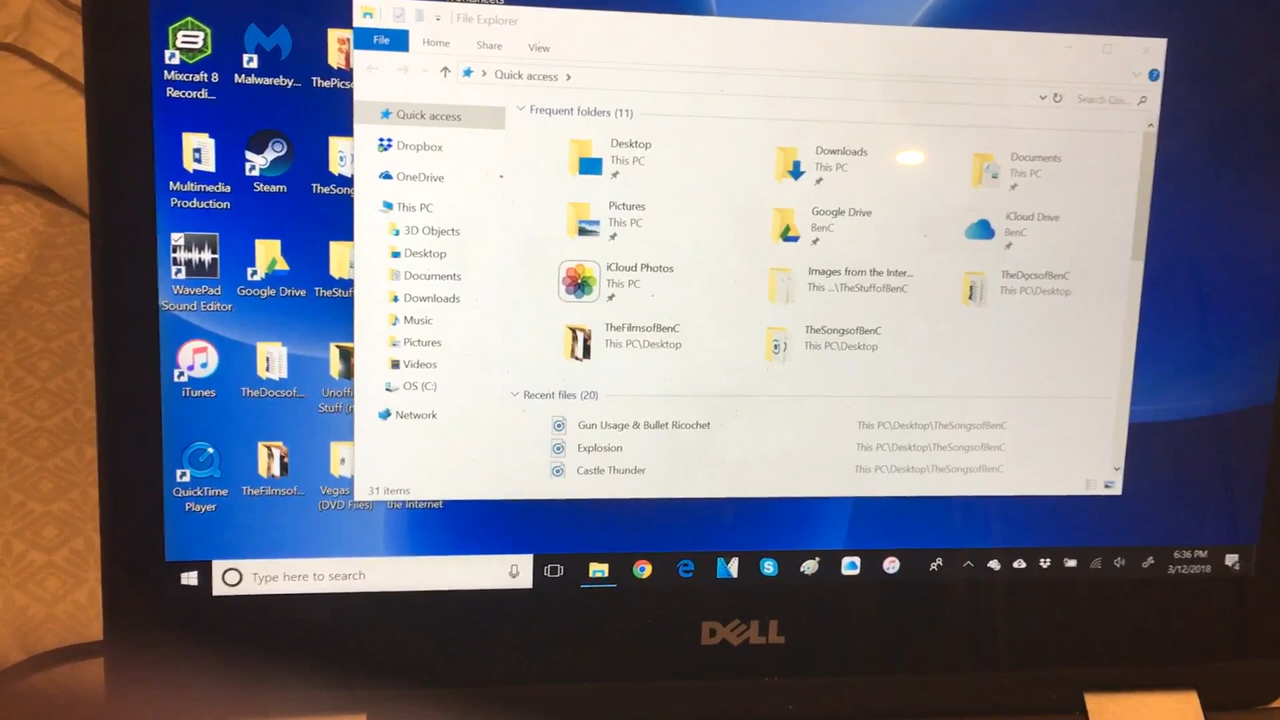 File Explorer
File
Home
Share
View
Quick access
Search Qui...
Quick access
Dropbox
OneDrive
This PC
3D Objects
Desktop
Documents
Downloads
Music
Pictures
Videos
OS (C:)
Network
Frequent folders (11)
Desktop
This PC
Downloads
This PC
Documents
This PC
Pictures
This PC
Google Drive
BenC
iCloud Drive
BenC
iCloud Photos
This PC
Images from the Inter...
This ...\TheStuffofBenC
TheDocsofBenC
This PC\Desktop
TheFilmsofBenC
This PC\Desktop
TheSongsofBenC
This PC\Desktop
Recent files (20)
Gun Usage & Bullet Ricochet
This PC\Desktop\TheSongsofBenC
Explosion
This PC\Desktop\TheSongsofBenC
Castle Thunder
This PC\Desktop\TheSongsofBenC
31 items
Mixcraft 8
Recordi...
Malwareby...
ThePics
Multimedia
Production
Steam
TheSon
WavePad
Sound Editor
Google Drive
TheStu
iTunes
TheDocsof...
Unoff
Stuff (n
QuickTime
Player
TheFilmsof...
Vegas
(DVD Files)
the Internet
Type here to search
6:36 PM
3/12/2018
DELL